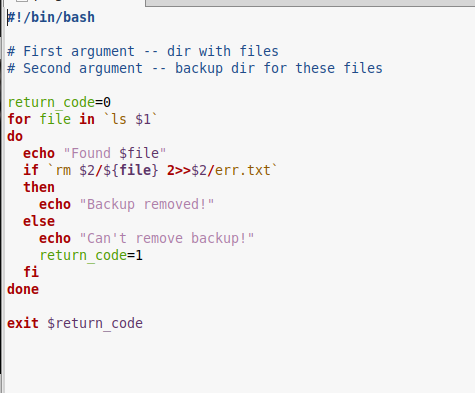 #!/bin/bash
# First argument -- dir with files
# Second argument -- backup dir for these files
return_code=0
for file in `ls $1`
do
  echo "Found $file"
  if `rm $2/${file} 2>>$2/err.txt`
  then
    echo "Backup removed!"
  else
    echo "Can't remove backup!"
    return_code=1
  fi
done
exit $return_code